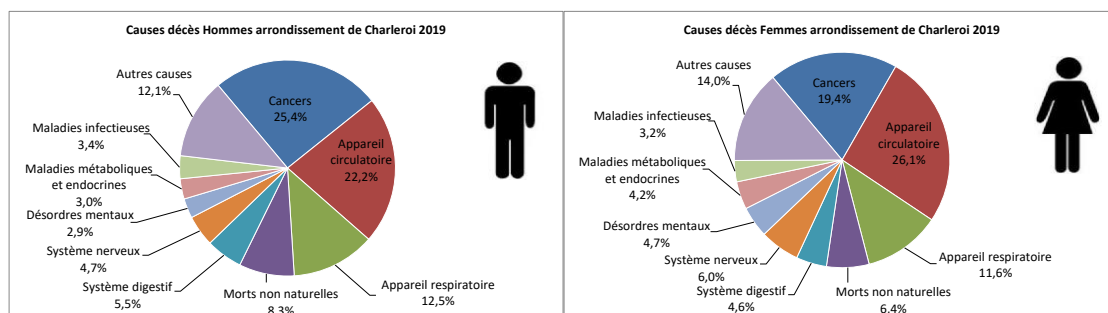 Causes décès Hommes arrondissement de Charleroi 2019
Autres causes
12,1%
Cancers
25,4%
Maladies infectieuses
3,4%
Appareil
circulatoire
22,2%
Maladies métaboliques
et endocrines
3,0%
Désordres mentaux
2,9%
Système nerveux
4,7%
Système digestif
5,5%
Morts non naturelles
8,3%
Appareil respiratoire
12,5%
Causes décès Femmes arrondissement de Charleroi 2019
Autres causes
14,0%
Cancers
19,4%
Maladies infectieuses
3,2%
Appareil
circulatoire
26,1%
Maladies métaboliques
et endocrines
4,2%
Désordres mentaux
4,7%
Système nerveux
6,0%
Système digestif
4,6%
Morts non naturelles
6,4%
Appareil respiratoire
11,6%